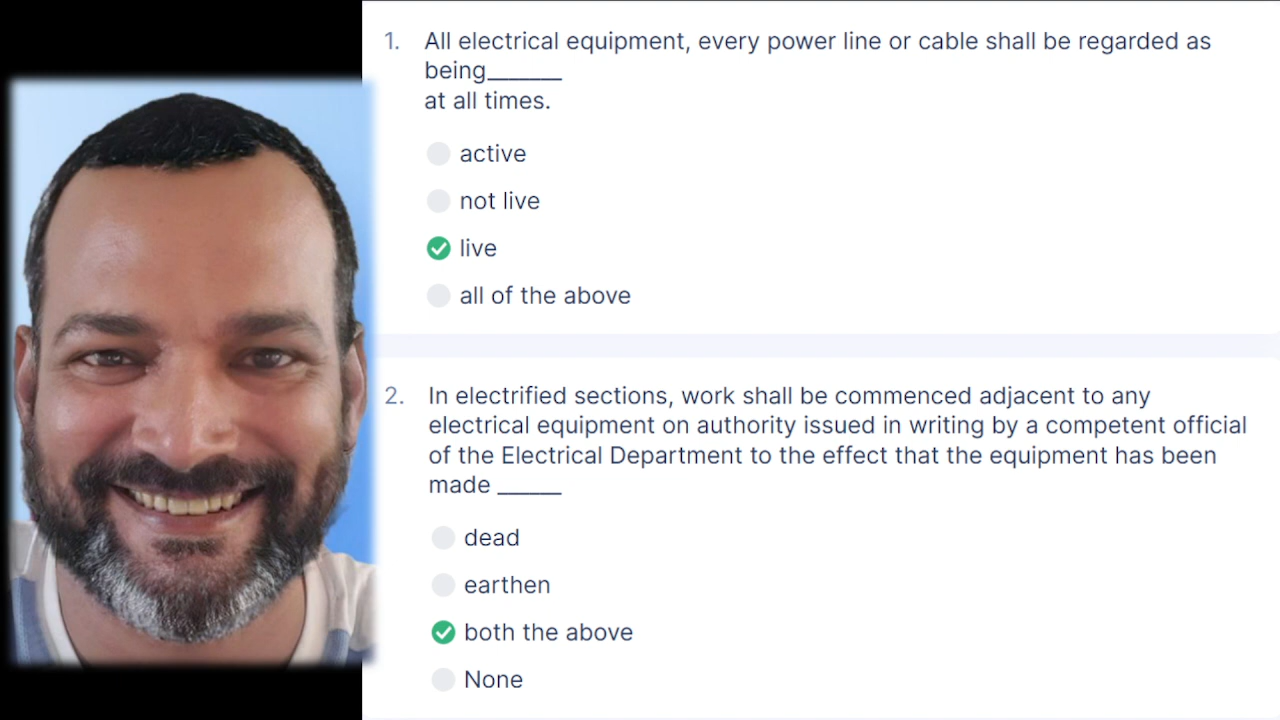 1. All electrical equipment, every power line or cable shall be regarded as
being_______
at all times.
active
not live
live
all of the above
2. In electrified sections, work shall be commenced adjacent to any
electrical equipment on authority issued in writing by a competent official
of the Electrical Department to the effect that the equipment has been
made ______
dead
earthen
both the above
None